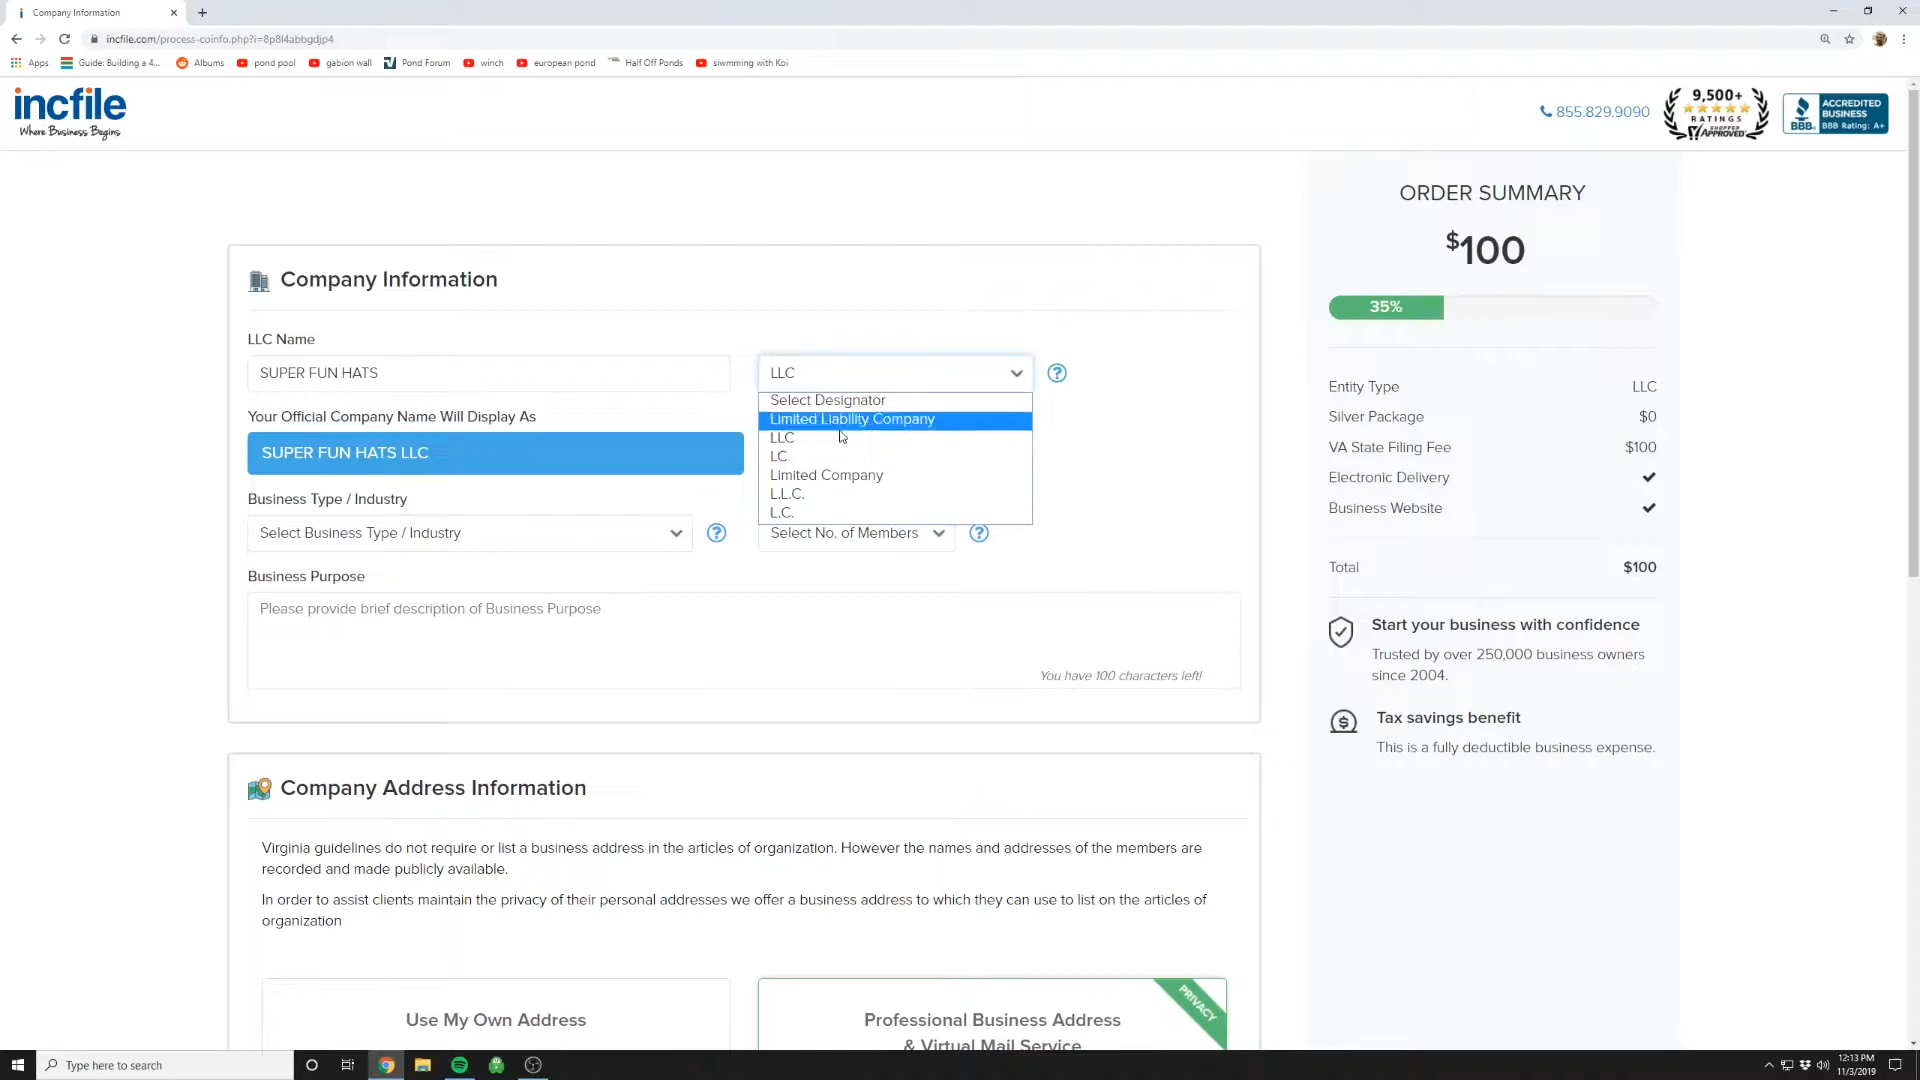 Company Information
incfile.com/process-coinfo.php?i=8p8l4abbgdjp4
Apps
Guide: Building a 4...
Albums
pond pool
gabion wall
Pond Forum
winch
european pond
Half Off Ponds
siwmming with Koi
incfile
Where Business Begins
855.829.9090
9,500+
RATINGS
SHOPPER
APPROVED
BBB.
ACCREDITED
BUSINESS
BBB Rating: A+
Company Information
LLC Name
SUPER FUN HATS
LLC
Select Designator
Limited Liability Company
LLC
LC.
Limited Company
L.L.C.
L.C.
Your Official Company Name Will Display As
SUPER FUN HATS LLC
Business Type / Industry
Select Business Type / Industry
Select No. of Members
Business Purpose
Please provide brief description of Business Purpose
You have 100 characters left!
Company Address Information
Virginia guidelines do not require or list a business address in the articles of organization. However the names and addresses of the members are
recorded and made publicly available.
In order to assist clients maintain the privacy of their personal addresses we offer a business address to which they can use to list on the articles of
organization
Use My Own Address
Professional Business Address
& Virtual Mail Service
PRIVACY
ORDER SUMMARY
$100
35%
Entity Type LLC
Silver Package $0
VA State Filing Fee $100
Electronic Delivery
Business Website
Total $100
Start your business with confidence
Trusted by over 250,000 business owners
since 2004.
Tax savings benefit
This is a fully deductible business expense.
Type here to search
12:13 PM
11/3/2019